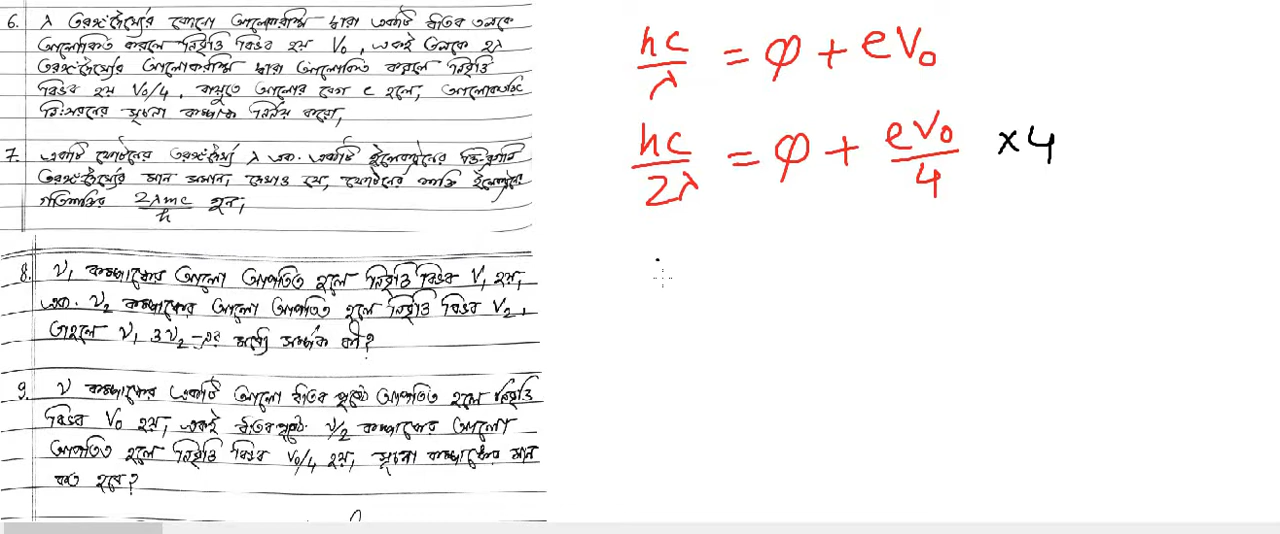 6. λ তরঙ্গদৈর্ঘ্যের কোনো আলোকরশ্মি দ্বারা একটি ধাতব তলকে
আলোকিত করলে নিবৃত্তি বিভব হয় V₀, একই তলকে 2λ
তরঙ্গদৈর্ঘ্যের আলোকরশ্মি দ্বারা আলোকিত করলে নিবৃত্তি
বিভব হয় V₀/4. বায়ুতে আলোর বেগ c হলে, আলোকতড়িৎ
নিঃসরণের সূচনা কম্পাঙ্ক নির্ণয় করো,
7. একটি ফোটনের তরঙ্গদৈর্ঘ্য λ এবং একটি ইলেকট্রনের ডি-ব্রগলি
তরঙ্গদৈর্ঘ্যের মান সমান, দেখাও যে, ফোটনের শক্তি ইলেকট্রনের
গতিশক্তির 2λmc/h গুন,
8. ν₁ কম্পাঙ্কের আলো আপতিত হলে নিবৃত্তি বিভব V₁ হয়,
এবং ν₂ কম্পাঙ্কের আলো আপতিত হলে নিবৃত্তি বিভব V₂,
তাহলে ν₁ ও ν₂-এর মধ্যে সম্পর্ক কী?
9. ν কম্পাঙ্কের একটি আলো ধাতব পৃষ্ঠে আপতিত হলে নিবৃত্তি
বিভব V₀ হয়, একই ধাতব পৃষ্ঠে ν/2 কম্পাঙ্কের আলো
আপতিত হলে নিবৃত্তি বিভব V₀/4 হয়, সূচনা কম্পাঙ্কের মান
কত হবে?
hc/λ = φ + eV₀
hc/2λ = φ + eV₀/4 ×4